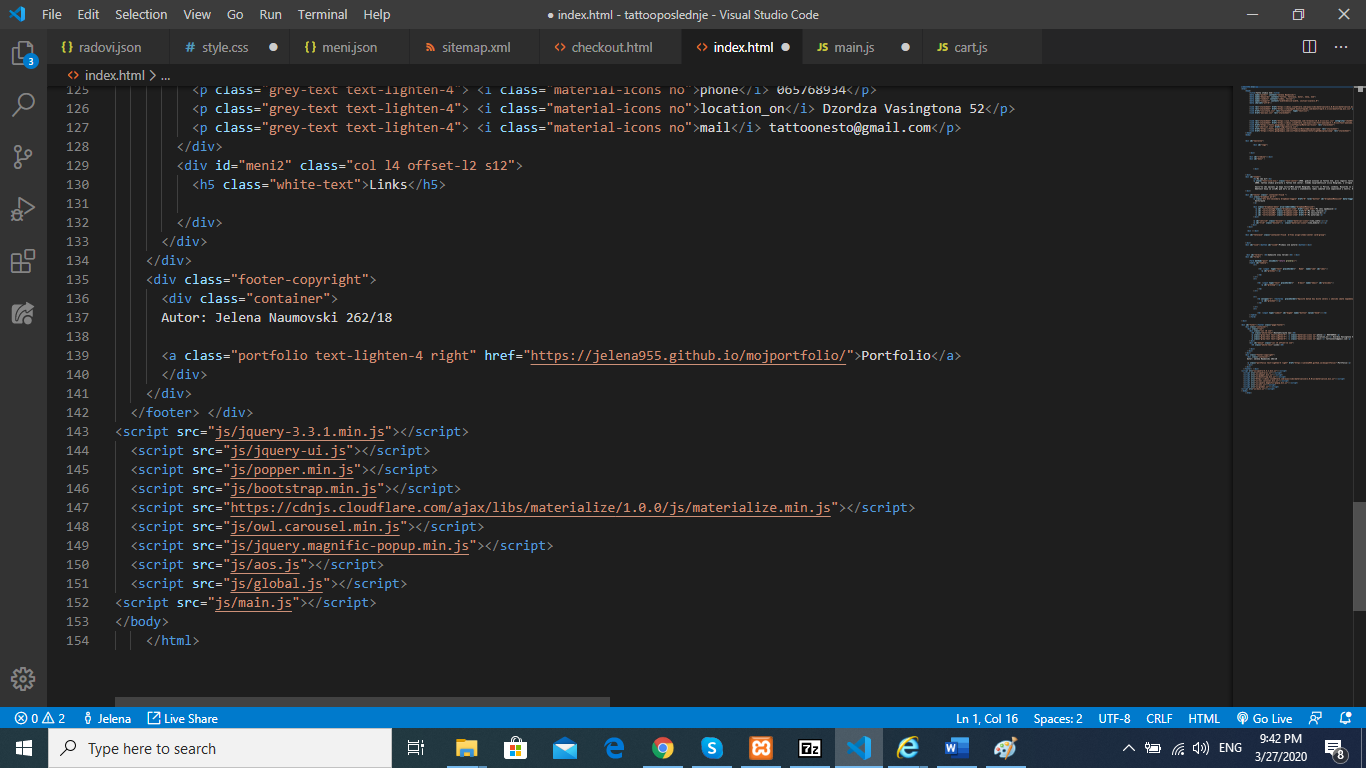 File Edit Selection View Go Run Terminal Help
● index.html - tattooposlednje - Visual Studio Code
{} radovi.json # style.css ● {} meni.json sitemap.xml <> checkout.html <> index.html ● JS main.js ● JS cart.js
<> index.html > ...
125 <p class="grey-text text-lighten-4"> <i class="material-icons no">phone</i> 065768934</p>
126 <p class="grey-text text-lighten-4"> <i class="material-icons no">location_on</i> Dzordza Vasingtona 52</p>
127 <p class="grey-text text-lighten-4"> <i class="material-icons no">mail</i> tattoonesto@gmail.com</p>
128 </div>
129 <div id="meni2" class="col l4 offset-l2 s12">
130 <h5 class="white-text">Links</h5>
131
132 </div>
133 </div>
134 </div>
135 <div class="footer-copyright">
136 <div class="container">
137 Autor: Jelena Naumovski 262/18
138
139 <a class="portfolio text-lighten-4 right" href="https://jelena955.github.io/mojportfolio/">Portfolio</a>
140 </div>
141 </div>
142 </footer> </div>
143 <script src="js/jquery-3.3.1.min.js"></script>
144 <script src="js/jquery-ui.js"></script>
145 <script src="js/popper.min.js"></script>
146 <script src="js/bootstrap.min.js"></script>
147 <script src="https://cdnjs.cloudflare.com/ajax/libs/materialize/1.0.0/js/materialize.min.js"></script>
148 <script src="js/owl.carousel.min.js"></script>
149 <script src="js/jquery.magnific-popup.min.js"></script>
150 <script src="js/aos.js"></script>
151 <script src="js/global.js"></script>
152 <script src="js/main.js"></script>
153 </body>
154 </html>
3
0 2 Jelena Live Share Ln 1, Col 16 Spaces: 2 UTF-8 CRLF HTML Go Live
Type here to search
7z
ENG
9:42 PM
3/27/2020
8